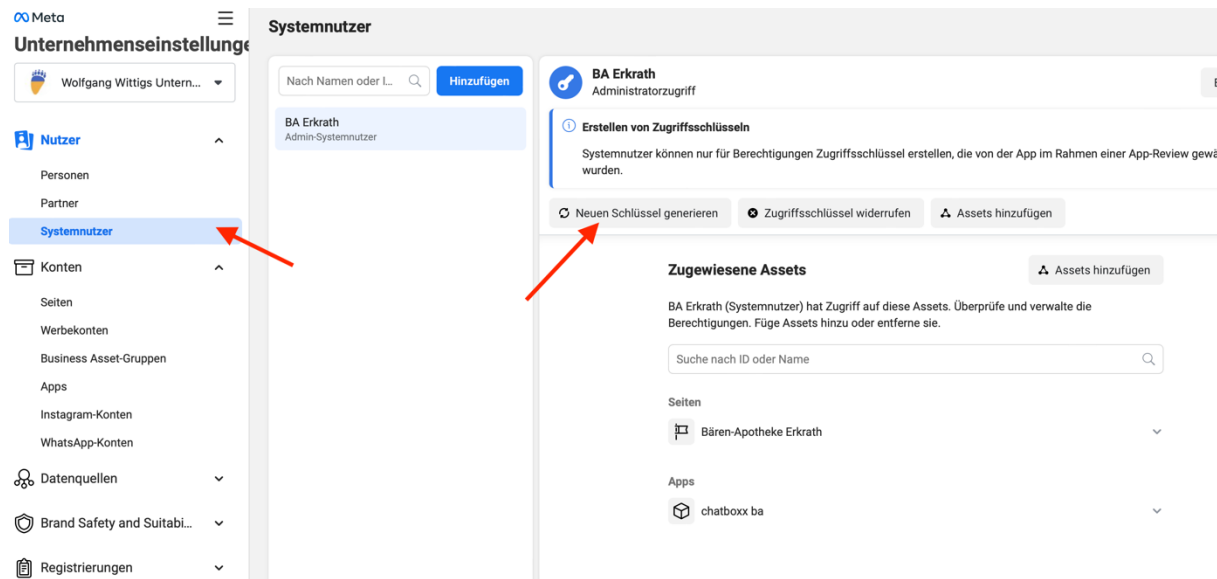 Meta
Unternehmenseinstellunge
Wolfgang Wittigs Untern...
Nutzer
Personen
Partner
Systemnutzer
Konten
Seiten
Werbekonten
Business Asset-Gruppen
Apps
Instagram-Konten
WhatsApp-Konten
Datenquellen
Brand Safety and Suitabi...
Registrierungen
Systemnutzer
Nach Namen oder I...
Hinzufügen
BA Erkrath
Admin-Systemnutzer
BA Erkrath
Administratorzugriff
Erstellen von Zugriffsschlüsseln
Systemnutzer können nur für Berechtigungen Zugriffsschlüssel erstellen, die von der App im Rahmen einer App-Review gewä
wurden.
Neuen Schlüssel generieren
Zugriffsschlüssel widerrufen
Assets hinzufügen
Zugewiesene Assets
Assets hinzufügen
BA Erkrath (Systemnutzer) hat Zugriff auf diese Assets. Überprüfe und verwalte die
Berechtigungen. Füge Assets hinzu oder entferne sie.
Suche nach ID oder Name
Seiten
Bären-Apotheke Erkrath
Apps
chatboxx ba